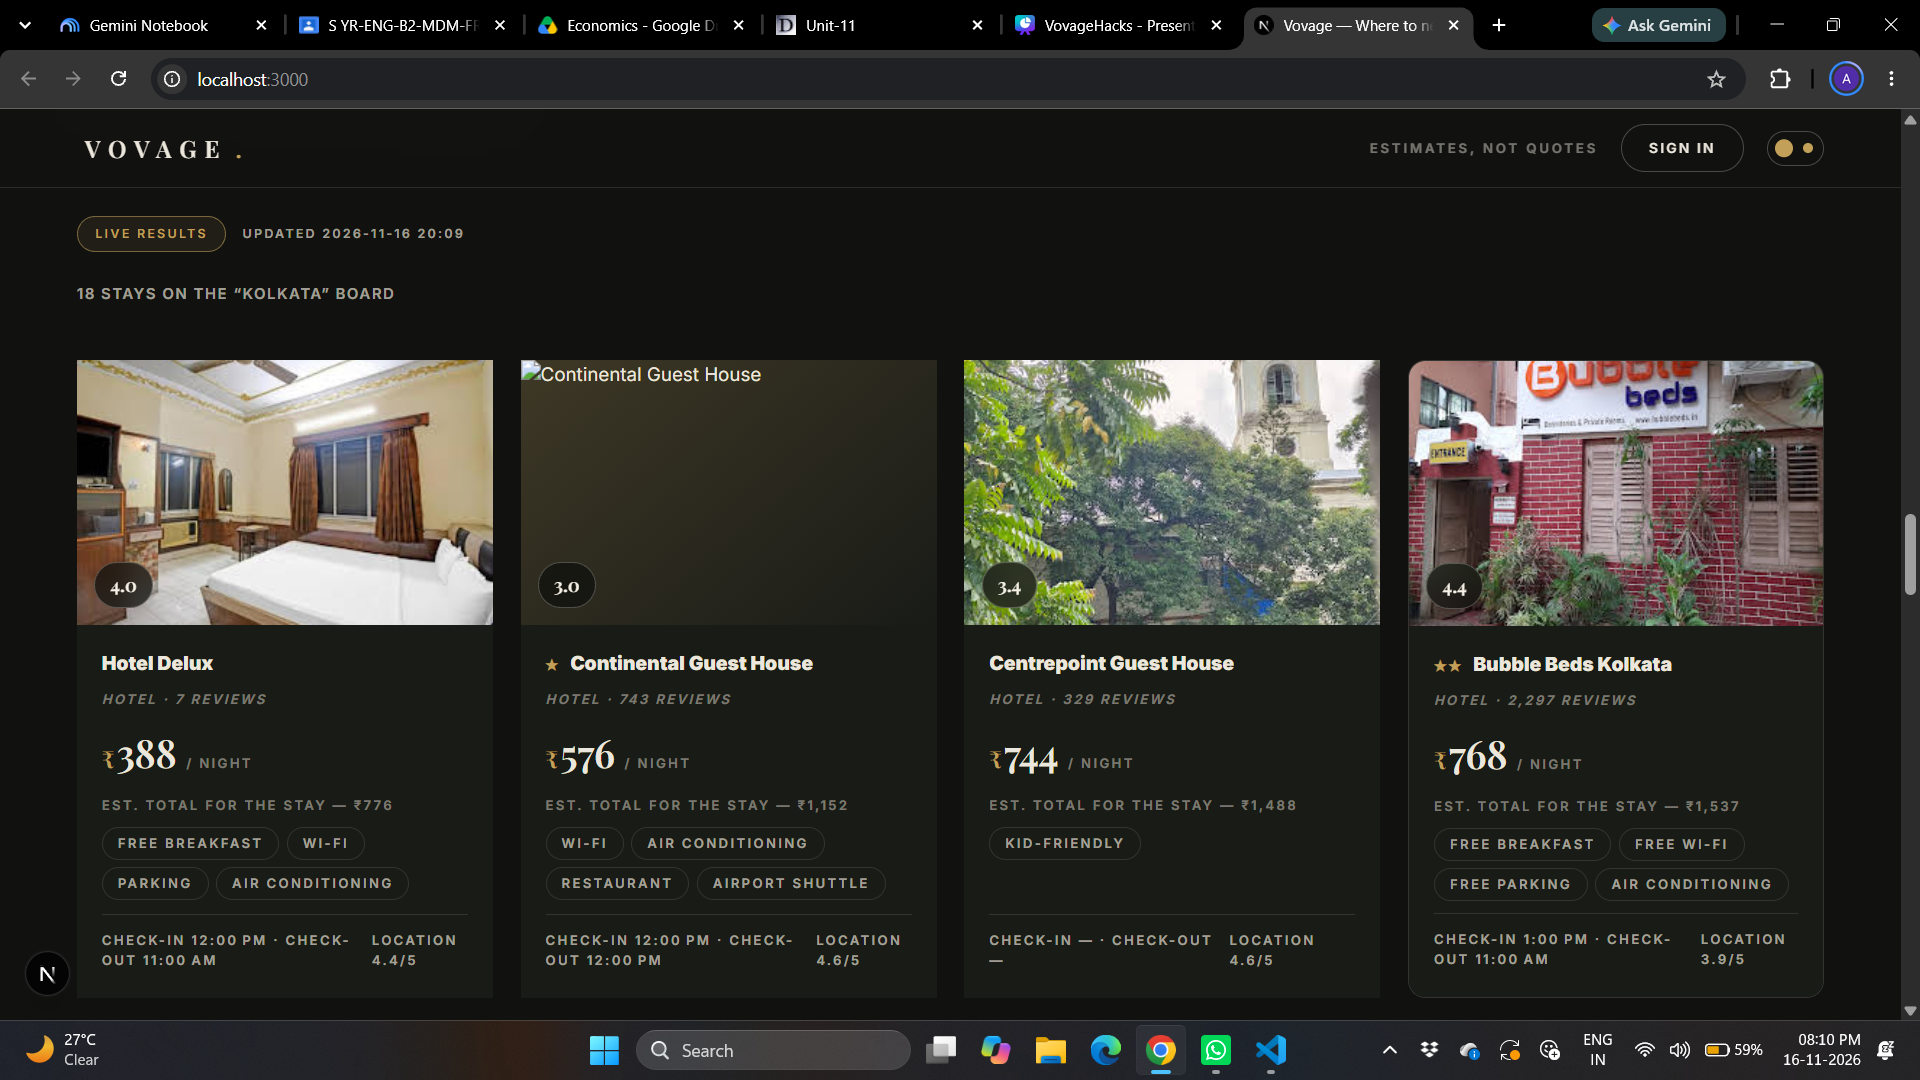 Gemini Notebook
S YR-ENG-B2-MDM-FR
Economics - Google D
Unit-11
VovageHacks - Present
Vovage — Where to n
Ask Gemini
localhost:3000
A
VOVAGE .
ESTIMATES, NOT QUOTES
SIGN IN
LIVE RESULTS
UPDATED 2026-11-16 20:09
18 STAYS ON THE “KOLKATA” BOARD
4.0
Hotel Delux
HOTEL · 7 REVIEWS
₹388 / NIGHT
EST. TOTAL FOR THE STAY — ₹776
FREE BREAKFAST
WI-FI
PARKING
AIR CONDITIONING
CHECK-IN 12:00 PM · CHECK-
OUT 11:00 AM
LOCATION
4.4/5
Continental Guest House
3.0
★ Continental Guest House
HOTEL · 743 REVIEWS
₹576 / NIGHT
EST. TOTAL FOR THE STAY — ₹1,152
WI-FI
AIR CONDITIONING
RESTAURANT
AIRPORT SHUTTLE
CHECK-IN 12:00 PM · CHECK-
OUT 12:00 PM
LOCATION
4.6/5
3.4
Centrepoint Guest House
HOTEL · 329 REVIEWS
₹744 / NIGHT
EST. TOTAL FOR THE STAY — ₹1,488
KID-FRIENDLY
CHECK-IN — · CHECK-OUT
—
LOCATION
4.6/5
Bubble
beds
Dormitories & Private Rooms www.bubblebeds.in
ENTRANCE
4.4
★★ Bubble Beds Kolkata
HOTEL · 2,297 REVIEWS
₹768 / NIGHT
EST. TOTAL FOR THE STAY — ₹1,537
FREE BREAKFAST
FREE WI-FI
FREE PARKING
AIR CONDITIONING
CHECK-IN 1:00 PM · CHECK-
OUT 11:00 AM
LOCATION
3.9/5
N
27°C
Clear
Search
ENG
IN
59%
08:10 PM
16-11-2026